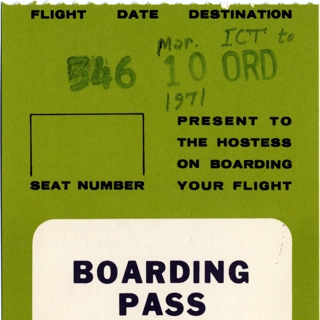 FLIGHT DATE DESTINATION
Mar. ICT to
346 10 ORD
1971
PRESENT TO
THE HOSTESS
ON BOARDING
SEAT NUMBER YOUR FLIGHT
BOARDING
PASS